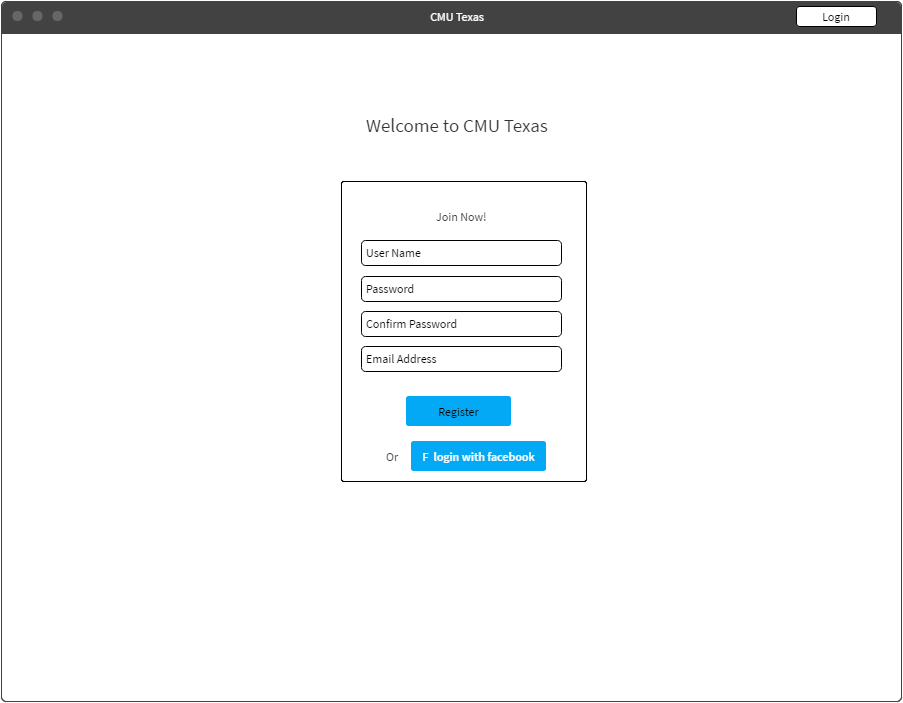 CMU Texas
Login
Welcome to CMU Texas
Join Now!
User Name
Password
Confirm Password
Email Address
Register
Or
F login with facebook